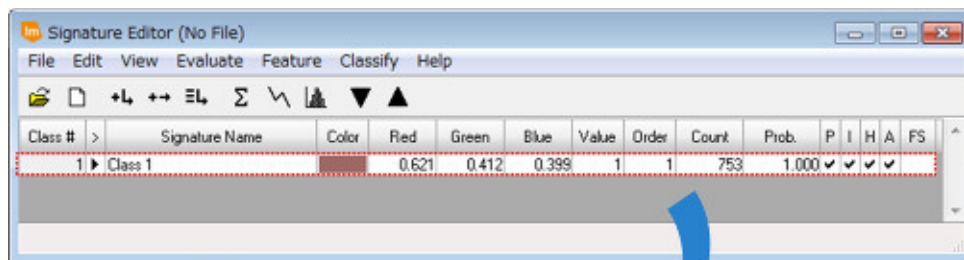 Im Signature Editor (No File)
File Edit View Evaluate Feature Classify Help
Class # > Signature Name Color Red Green Blue Value Order Count Prob. P I H A FS
1 Class 1 0.621 0.412 0.399 1 1 753 1.000